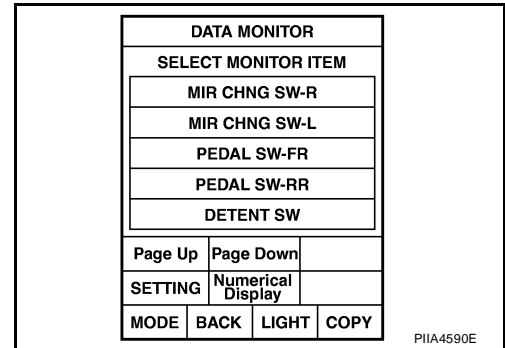 DATA MONITOR
SELECT MONITOR ITEM
MIR CHNG SW-R
MIR CHNG SW-L
PEDAL SW-FR
PEDAL SW-RR
DETENT SW
Page Up Page Down
SETTING Numerical Display
MODE BACK LIGHT COPY
PIIA4590E